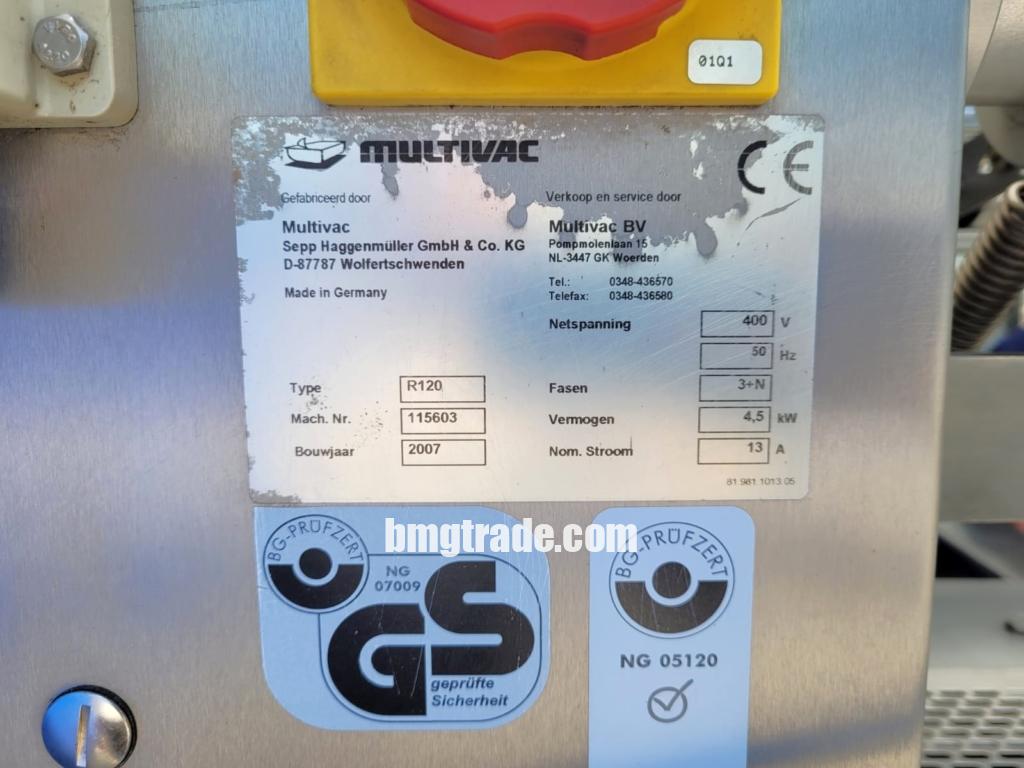 01Q1
MULTIVAC
CE
Gefabriceerd door
Multivac
Sepp Haggenmüller GmbH & Co. KG
D-87787 Wolfertschwenden
Made in Germany
Verkoop en service door
Multivac BV
Pompmolenlaan 15
NL-3447 GK Woerden
Tel.: 0348-436570
Telefax: 0348-436580
Netspanning 400 V
50 Hz
Type R120
Fasen 3+N
Mach. Nr. 115603
Vermogen 4,5 kW
Bouwjaar 2007
Nom. Stroom 13 A
81.981.1013.05
bmgtrade.com
BG-PRÜFZERT
NG
07009
GS
geprüfte
Sicherheit
BG-PRÜFZERT
NG 05120